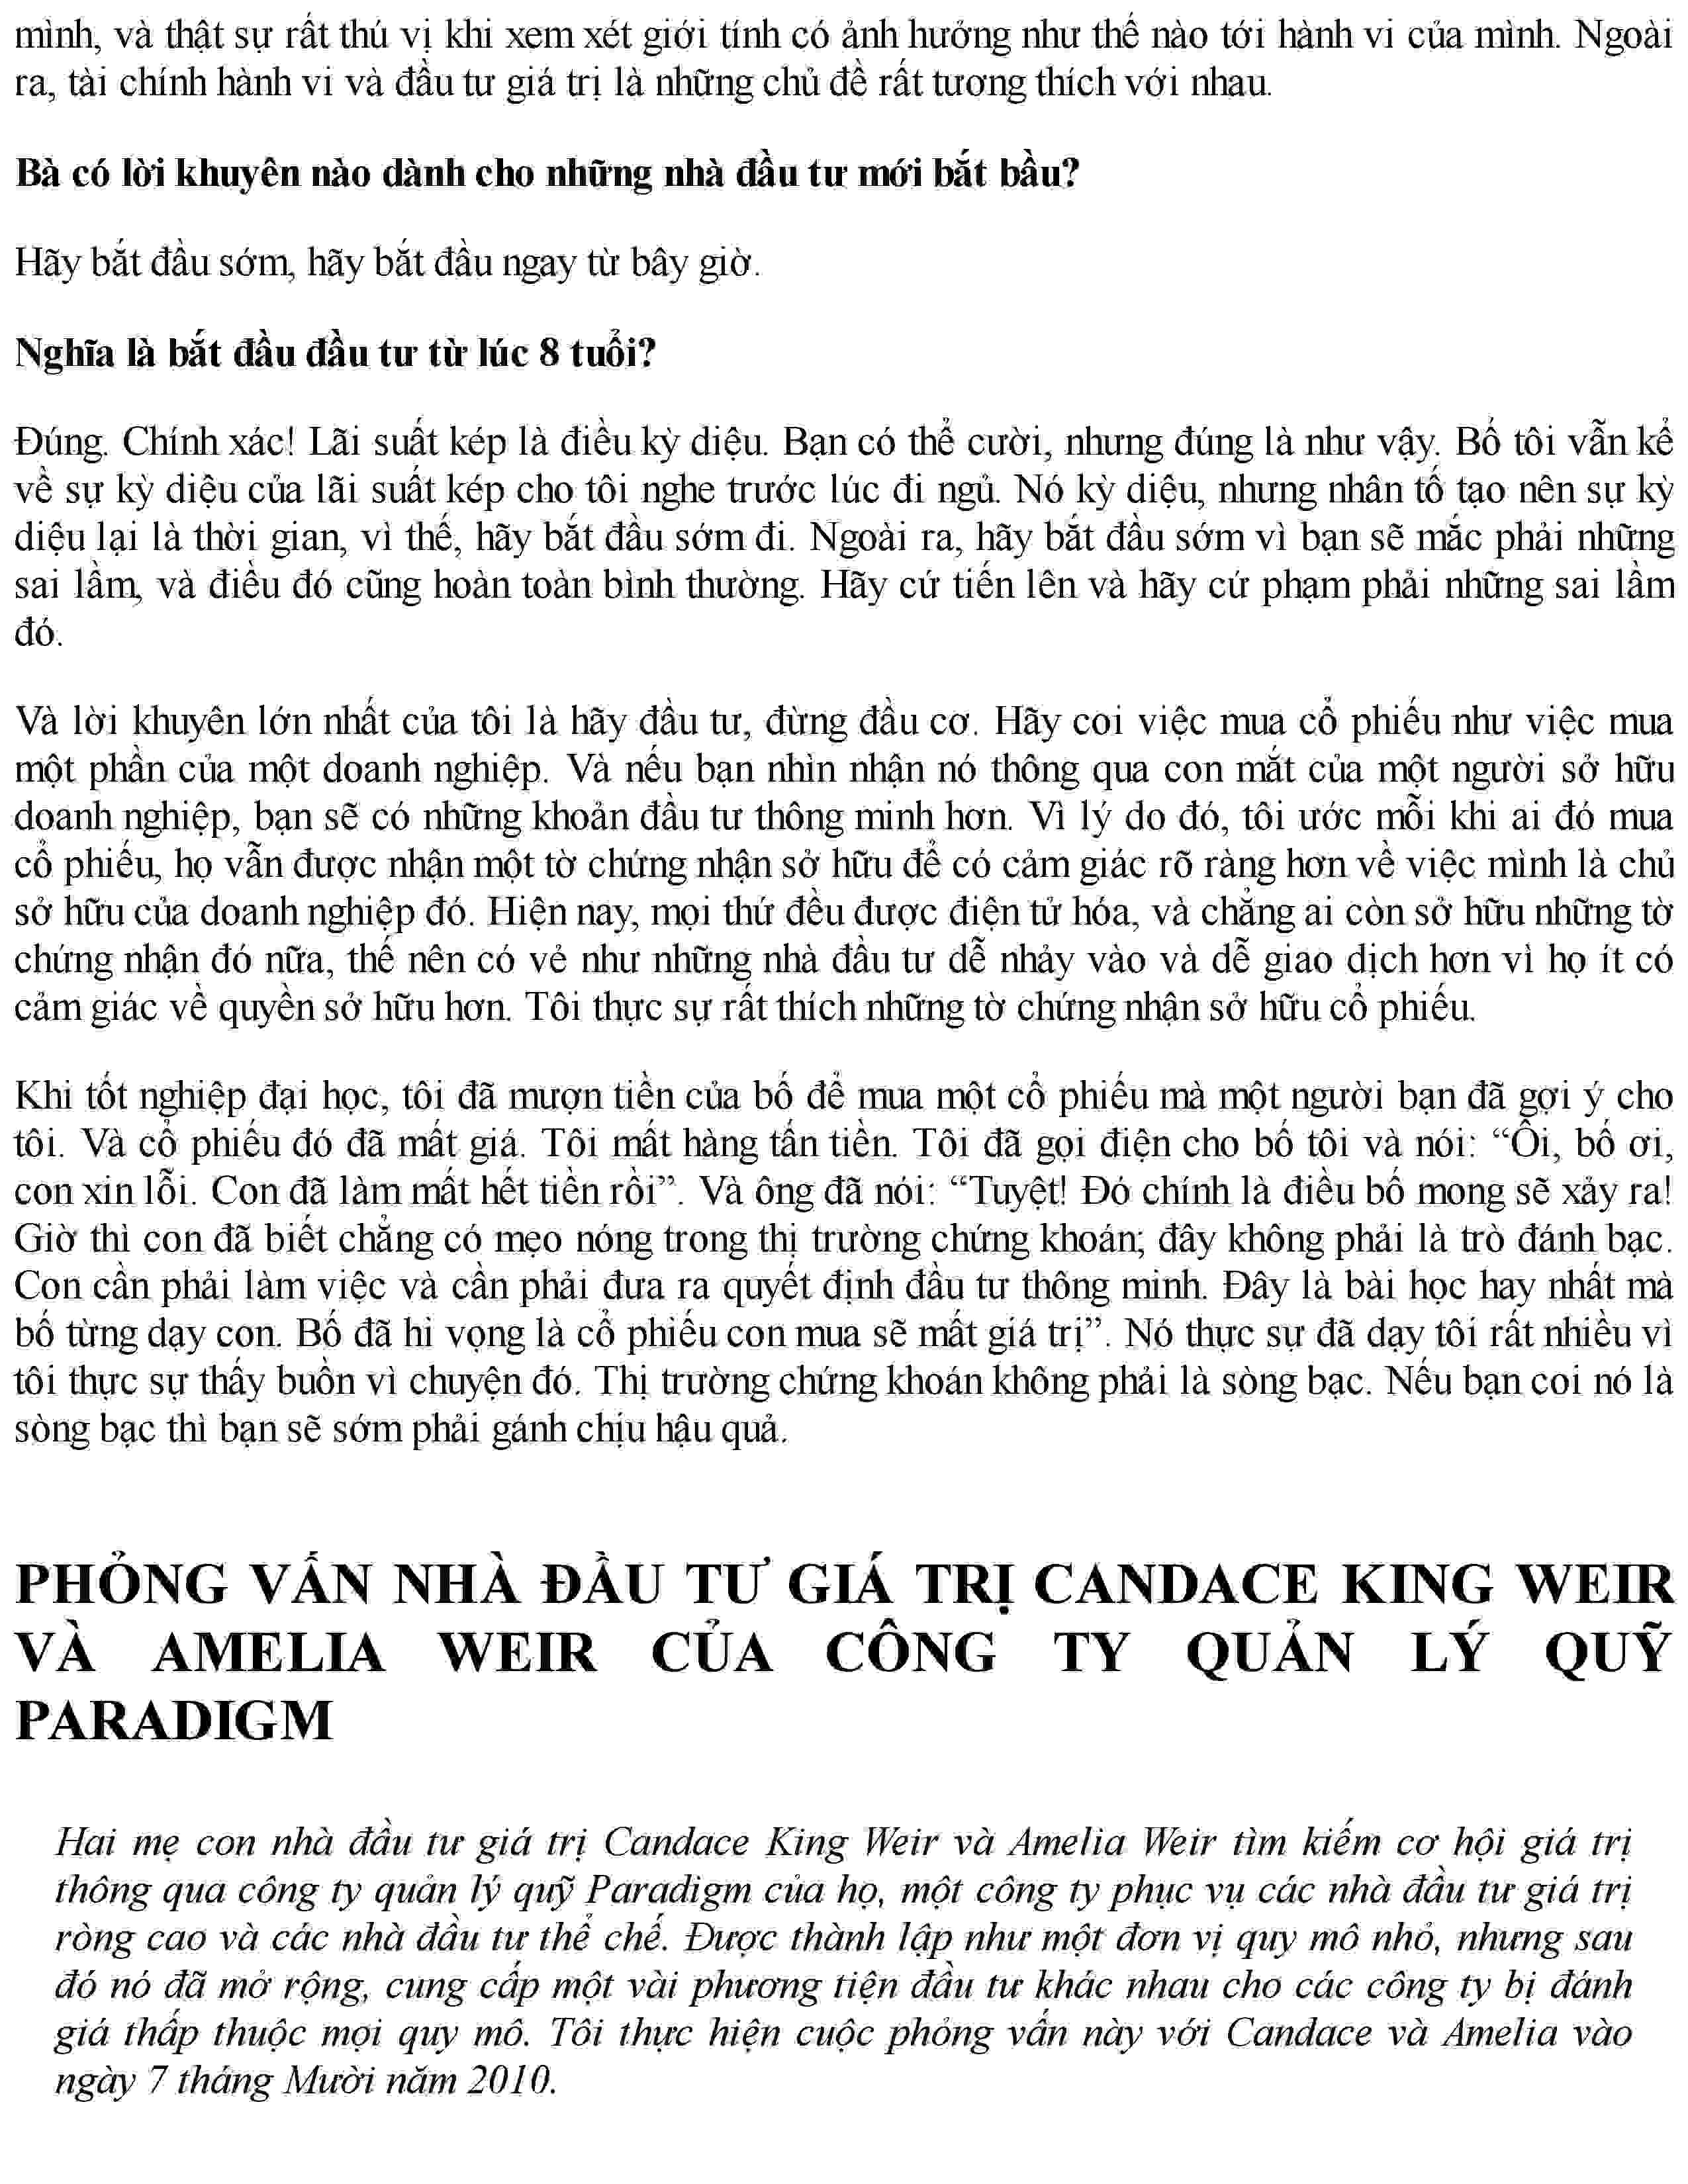 mình, và thật sự rất thú vị khi xem xét giới tính có ảnh hưởng như thế nào tới hành vi của mình. Ngoài
ra, tài chính hành vi và đầu tư giá trị là những chủ đề rất tương thích với nhau.
Bà có lời khuyên nào dành cho những nhà đầu tư mới bắt bầu?
Hãy bắt đầu sớm, hãy bắt đầu ngay từ bây giờ.
Nghĩa là bắt đầu đầu tư từ lúc 8 tuổi?
Đúng. Chính xác! Lãi suất kép là điều kỳ diệu. Bạn có thể cười, nhưng đúng là như vậy. Bố tôi vẫn kể
về sự kỳ diệu của lãi suất kép cho tôi nghe trước lúc đi ngủ. Nó kỳ diệu, nhưng nhân tố tạo nên sự kỳ
diệu lại là thời gian, vì thế, hãy bắt đầu sớm đi. Ngoài ra, hãy bắt đầu sớm vì bạn sẽ mắc phải những
sai lầm, và điều đó cũng hoàn toàn bình thường. Hãy cứ tiến lên và hãy cứ phạm phải những sai lầm
đó.
Và lời khuyên lớn nhất của tôi là hãy đầu tư, đừng đầu cơ. Hãy coi việc mua cổ phiếu như việc mua
một phần của một doanh nghiệp. Và nếu bạn nhìn nhận nó thông qua con mắt của một người sở hữu
doanh nghiệp, bạn sẽ có những khoản đầu tư thông minh hơn. Vì lý do đó, tôi ước mỗi khi ai đó mua
cổ phiếu, họ vẫn được nhận một tờ chứng nhận sở hữu để có cảm giác rõ ràng hơn về việc mình là chủ
sở hữu của doanh nghiệp đó. Hiện nay, mọi thứ đều được điện tử hóa, và chẳng ai còn sở hữu những tờ
chứng nhận đó nữa, thế nên có vẻ như những nhà đầu tư dễ nhảy vào và dễ giao dịch hơn vì họ ít có
cảm giác về quyền sở hữu hơn. Tôi thực sự rất thích những tờ chứng nhận sở hữu cổ phiếu.
Khi tốt nghiệp đại học, tôi đã mượn tiền của bố để mua một cổ phiếu mà một người bạn đã gợi ý cho
tôi. Và cổ phiếu đó đã mất giá. Tôi mất hàng tấn tiền. Tôi đã gọi điện cho bố tôi và nói: “Ôi, bố ơi,
con xin lỗi. Con đã làm mất hết tiền rồi”. Và ông đã nói: “Tuyệt! Đó chính là điều bố mong sẽ xảy ra!
Giờ thì con đã biết chẳng có mẹo nóng trong thị trường chứng khoán; đây không phải là trò đánh bạc.
Con cần phải làm việc và cần phải đưa ra quyết định đầu tư thông minh. Đây là bài học hay nhất mà
bố từng dạy con. Bố đã hi vọng là cổ phiếu con mua sẽ mất giá trị”. Nó thực sự đã dạy tôi rất nhiều vì
tôi thực sự thấy buồn vì chuyện đó. Thị trường chứng khoán không phải là sòng bạc. Nếu bạn coi nó là
sòng bạc thì bạn sẽ sớm phải gánh chịu hậu quả.
PHỎNG VẤN NHÀ ĐẦU TƯ GIÁ TRỊ CANDACE KING WEIR
VÀ AMELIA WEIR CỦA CÔNG TY QUẢN LÝ QUỸ
PARADIGM
Hai mẹ con nhà đầu tư giá trị Candace King Weir và Amelia Weir tìm kiếm cơ hội giá trị
thông qua công ty quản lý quỹ Paradigm của họ, một công ty phục vụ các nhà đầu tư giá trị
ròng cao và các nhà đầu tư thể chế. Được thành lập như một đơn vị quy mô nhỏ, nhưng sau
đó nó đã mở rộng, cung cấp một vài phương tiện đầu tư khác nhau cho các công ty bị đánh
giá thấp thuộc mọi quy mô. Tôi thực hiện cuộc phỏng vấn này với Candace và Amelia vào
ngày 7 tháng Mười năm 2010.